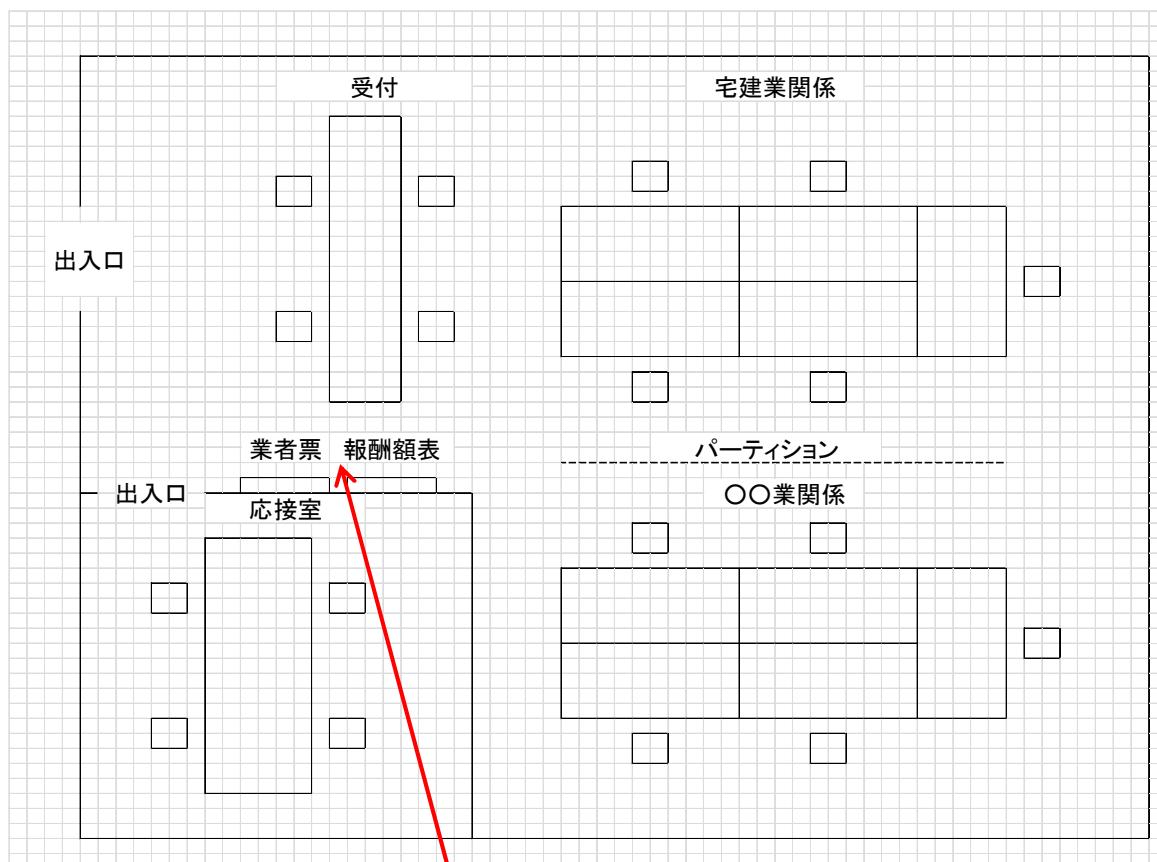 受付
宅建業関係
出入口
業者票 報酬額表
パーティション
出入口
応接室
〇〇業関係